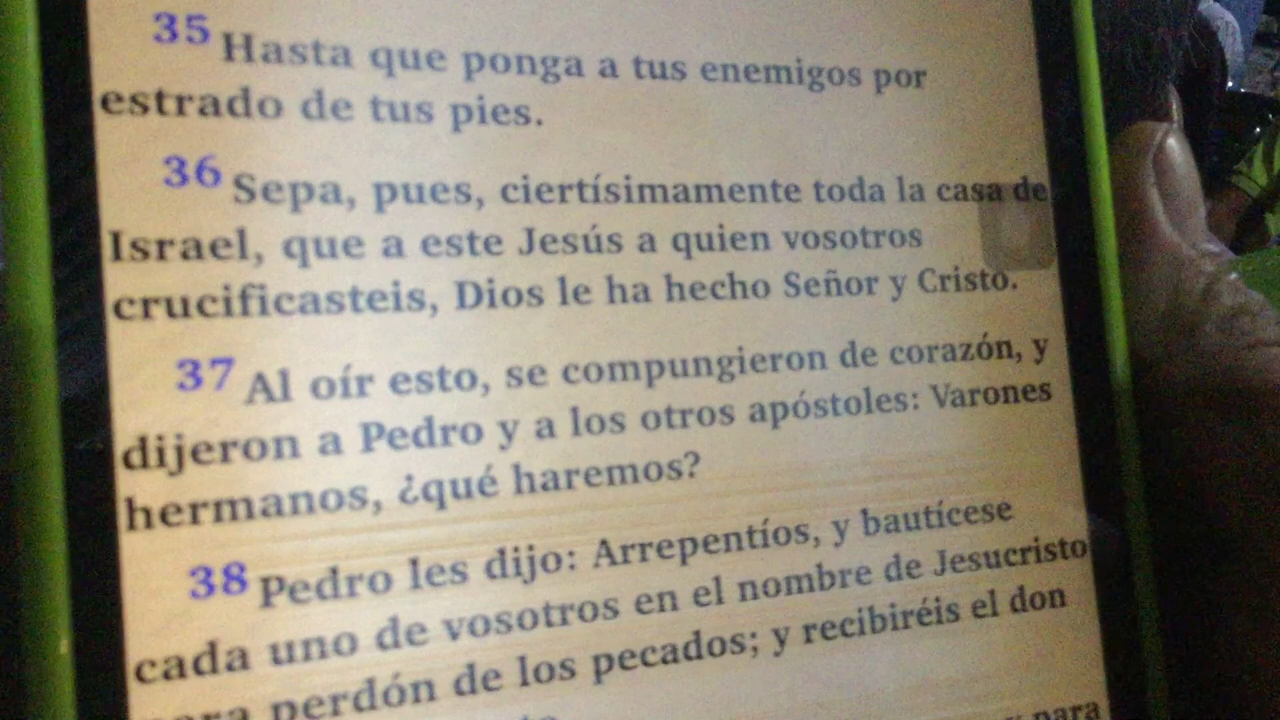 35 Hasta que ponga a tus enemigos por
estrado de tus pies.
36 Sepa, pues, ciertísimamente toda la casa de
Israel, que a este Jesús a quien vosotros
crucificasteis, Dios le ha hecho Señor y Cristo.
37 Al oír esto, se compungieron de corazón, y
dijeron a Pedro y a los otros apóstoles: Varones
hermanos, ¿qué haremos?
38 Pedro les dijo: Arrepentíos, y bautícese
cada uno de vosotros en el nombre de Jesucristo
para perdón de los pecados; y recibiréis el don
para